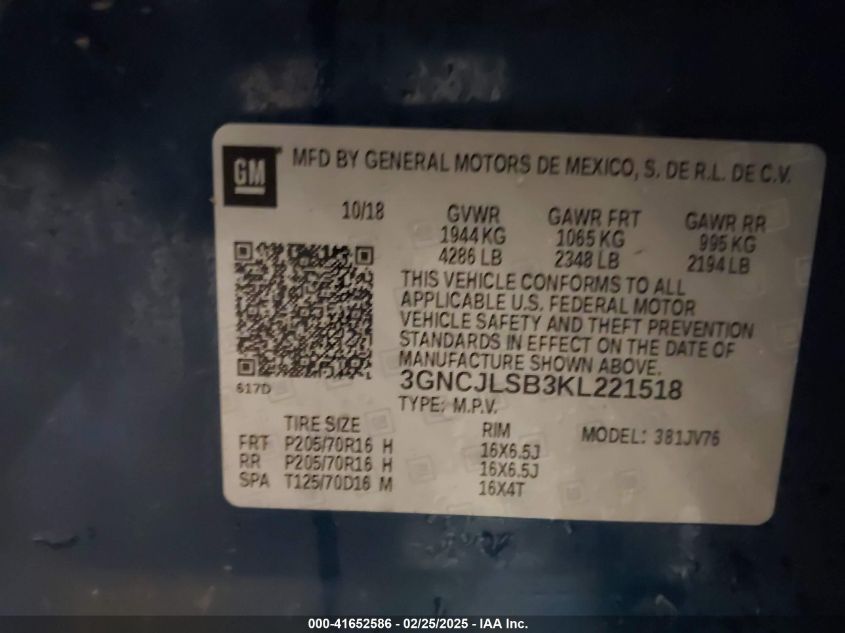 GM
MFD BY GENERAL MOTORS DE MEXICO, S. DE R.L. DE C.V.
10/18 GVWR GAWR FRT GAWR RR
1944 KG 1065 KG 995 KG
4286 LB 2348 LB 2194 LB
THIS VEHICLE CONFORMS TO ALL
APPLICABLE U.S. FEDERAL MOTOR
VEHICLE SAFETY AND THEFT PREVENTION
STANDARDS IN EFFECT ON THE DATE OF
MANUFACTURE SHOWN ABOVE.
617D
3GNCJLSB3KL221518
TYPE: M.P.V.
TIRE SIZE RIM MODEL: 381JV76
FRT P205/70R16 H 16X6.5J
RR P205/70R16 H 16X6.5J
SPA T125/70D16 M 16X4T
000-41652586 - 02/25/2025 - IAA Inc.